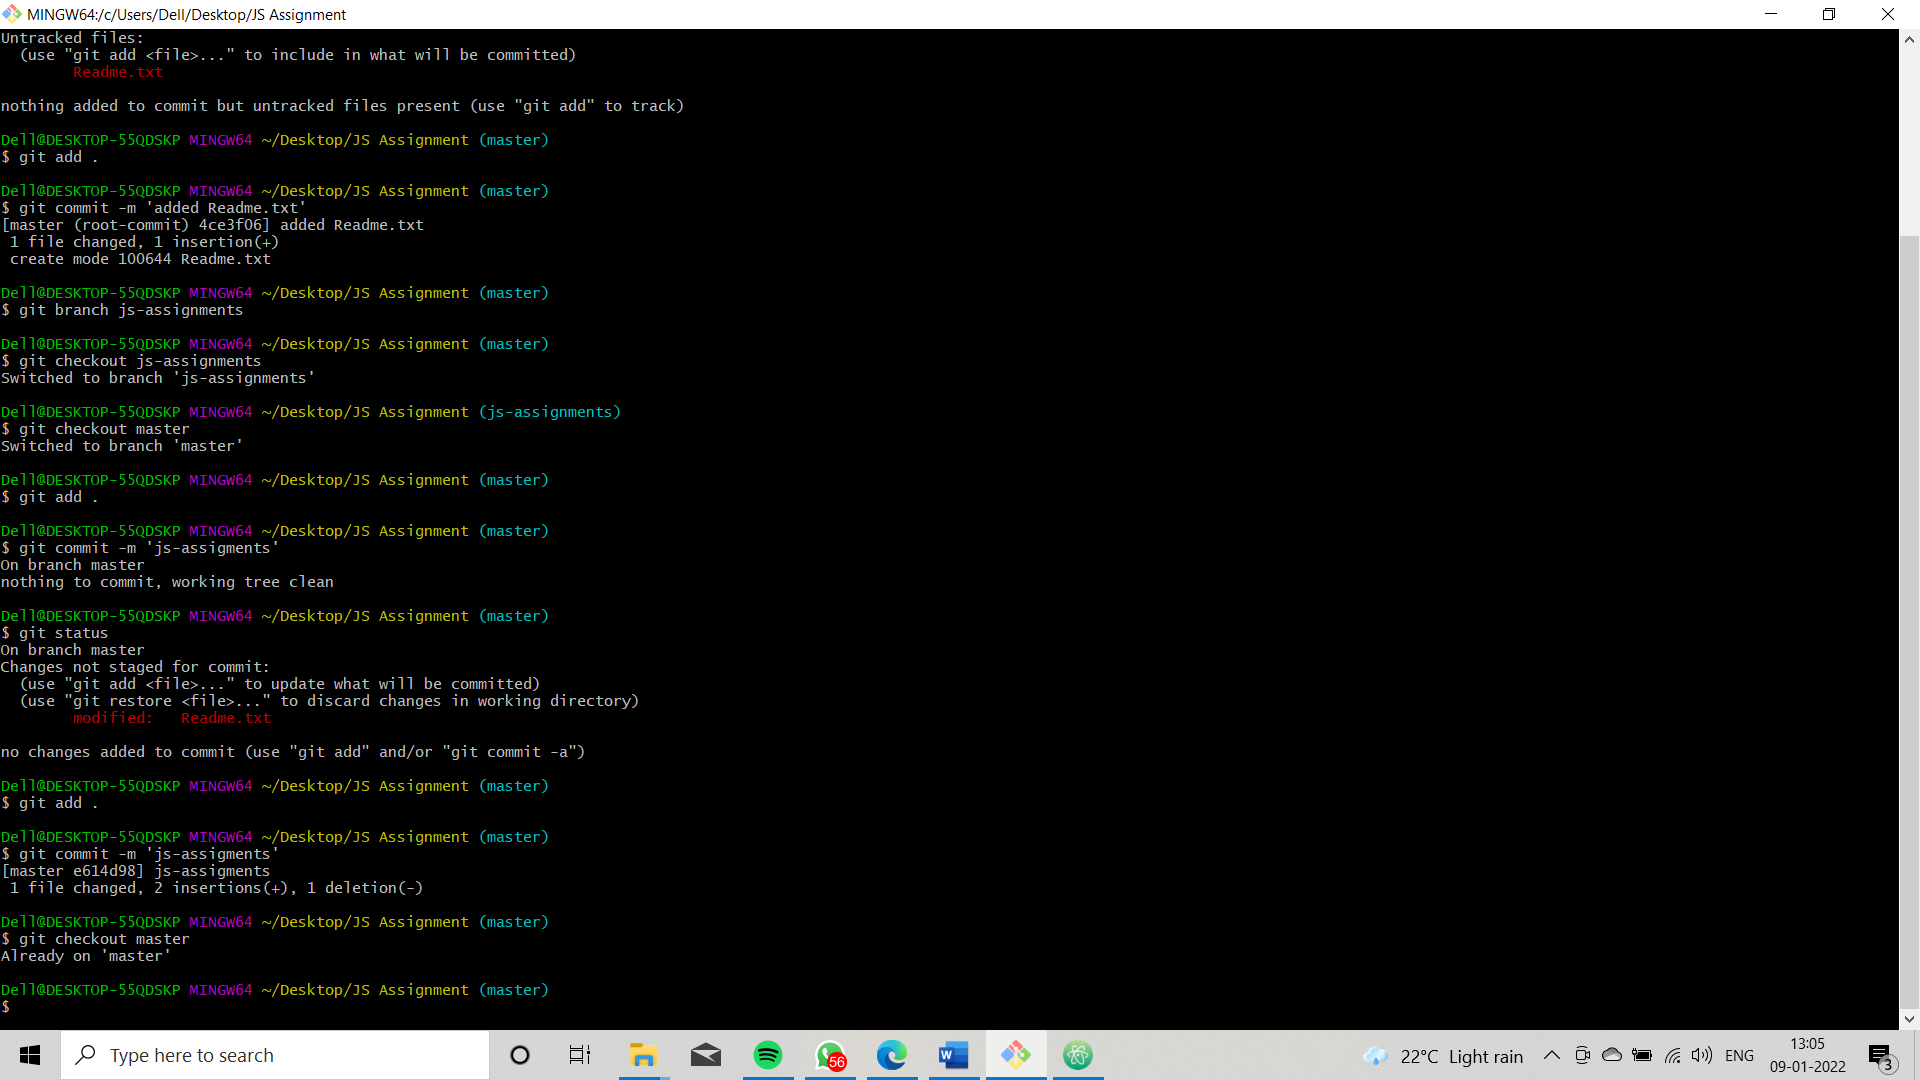 MINGW64:/c/Users/Dell/Desktop/JS Assignment
Untracked files:
  (use "git add <file>..." to include in what will be committed)
        Readme.txt
nothing added to commit but untracked files present (use "git add" to track)
Dell@DESKTOP-55QDSKP MINGW64 ~/Desktop/JS Assignment (master)
$ git add .
Dell@DESKTOP-55QDSKP MINGW64 ~/Desktop/JS Assignment (master)
$ git commit -m 'added Readme.txt'
[master (root-commit) 4ce3f06] added Readme.txt
 1 file changed, 1 insertion(+)
 create mode 100644 Readme.txt
Dell@DESKTOP-55QDSKP MINGW64 ~/Desktop/JS Assignment (master)
$ git branch js-assignments
Dell@DESKTOP-55QDSKP MINGW64 ~/Desktop/JS Assignment (master)
$ git checkout js-assignments
Switched to branch 'js-assignments'
Dell@DESKTOP-55QDSKP MINGW64 ~/Desktop/JS Assignment (js-assignments)
$ git checkout master
Switched to branch 'master'
Dell@DESKTOP-55QDSKP MINGW64 ~/Desktop/JS Assignment (master)
$ git add .
Dell@DESKTOP-55QDSKP MINGW64 ~/Desktop/JS Assignment (master)
$ git commit -m 'js-assigments'
On branch master
nothing to commit, working tree clean
Dell@DESKTOP-55QDSKP MINGW64 ~/Desktop/JS Assignment (master)
$ git status
On branch master
Changes not staged for commit:
  (use "git add <file>..." to update what will be committed)
  (use "git restore <file>..." to discard changes in working directory)
        modified:   Readme.txt
no changes added to commit (use "git add" and/or "git commit -a")
Dell@DESKTOP-55QDSKP MINGW64 ~/Desktop/JS Assignment (master)
$ git add .
Dell@DESKTOP-55QDSKP MINGW64 ~/Desktop/JS Assignment (master)
$ git commit -m 'js-assigments'
[master e614d98] js-assigments
 1 file changed, 2 insertions(+), 1 deletion(-)
Dell@DESKTOP-55QDSKP MINGW64 ~/Desktop/JS Assignment (master)
$ git checkout master
Already on 'master'
Dell@DESKTOP-55QDSKP MINGW64 ~/Desktop/JS Assignment (master)
$
Type here to search
56
W
22°C Light rain
ENG
13:05
09-01-2022
3